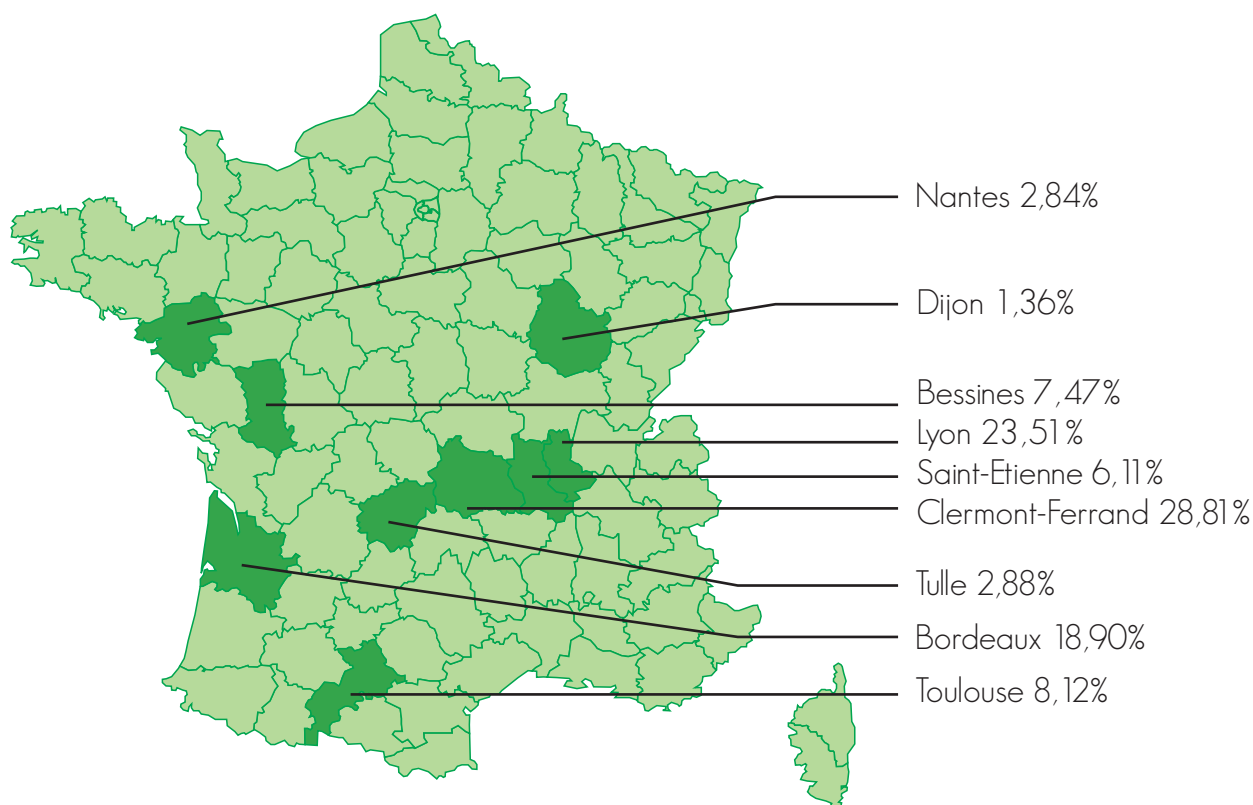 Nantes 2,84%
Dijon 1,36%
Bessines 7,47%
Lyon 23,51%
Saint-Etienne 6,11%
Clermont-Ferrand 28,81%
Tulle 2,88%
Bordeaux 18,90%
Toulouse 8,12%